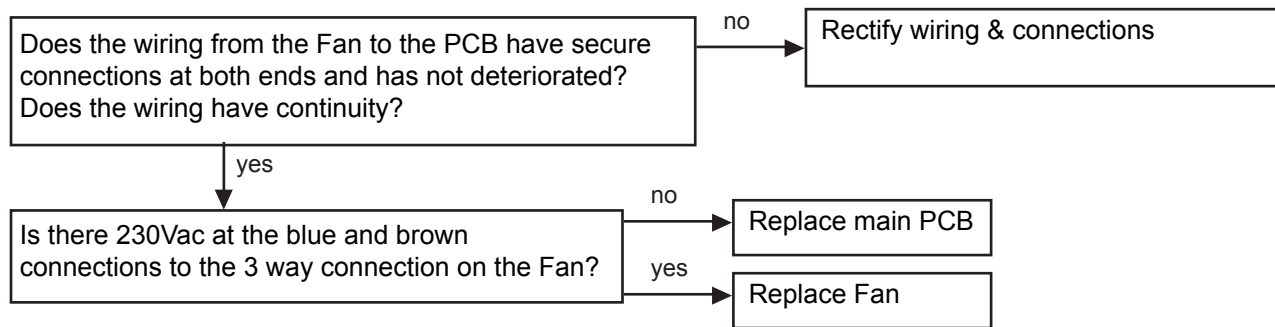 Does the wiring from the Fan to the PCB have secure
connections at both ends and has not deteriorated?
Does the wiring have continuity?
no
Rectify wiring & connections
yes
Is there 230Vac at the blue and brown
connections to the 3 way connection on the Fan?
no
Replace main PCB
yes
Replace Fan